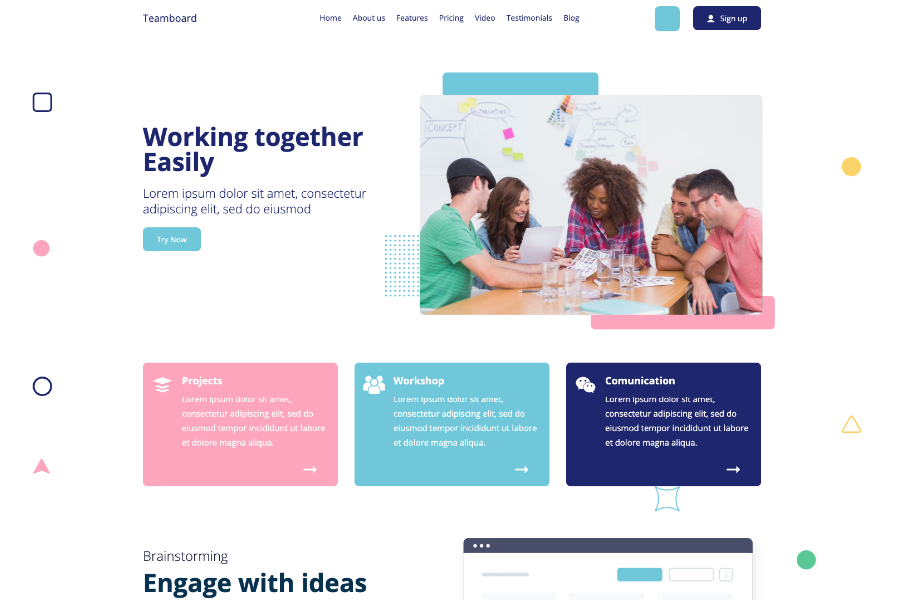 Teamboard
Home About us Features Pricing Video Testimonials Blog
Sign up
CONCEPT
Working together
Easily
Lorem ipsum dolor sit amet, consectetur
adipiscing elit, sed do eiusmod
Try Now
Projects
Lorem ipsum dolor sit amet,
consectetur adipiscing elit, sed do
eiusmod tempor incididunt ut labore
et dolore magna aliqua.
Workshop
Lorem ipsum dolor sit amet,
consectetur adipiscing elit, sed do
eiusmod tempor incididunt ut labore
et dolore magna aliqua.
Comunication
Lorem ipsum dolor sit amet,
consectetur adipiscing elit, sed do
eiusmod tempor incididunt ut labore
et dolore magna aliqua.
Brainstorming
Engage with ideas